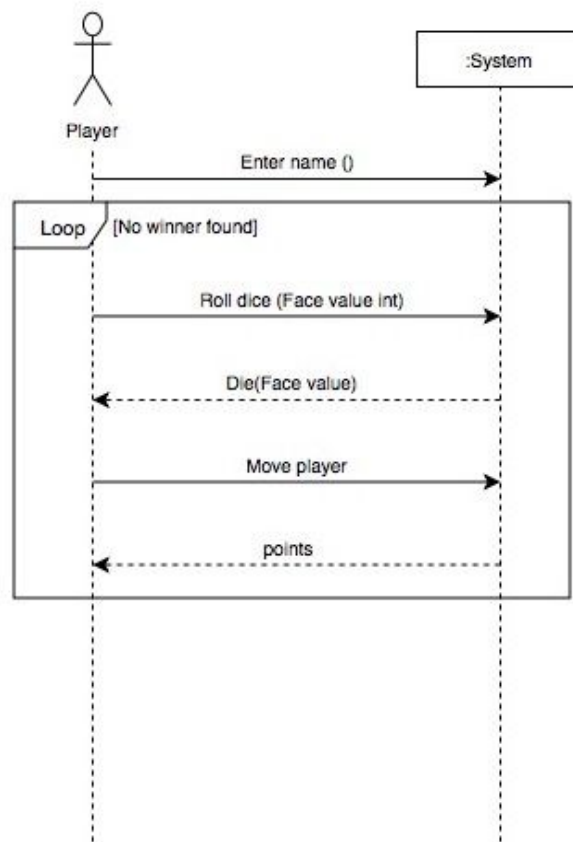 :System
Player
Enter name ()
Loop
[No winner found]
Roll dice (Face value int)
Die(Face value)
Move player
points